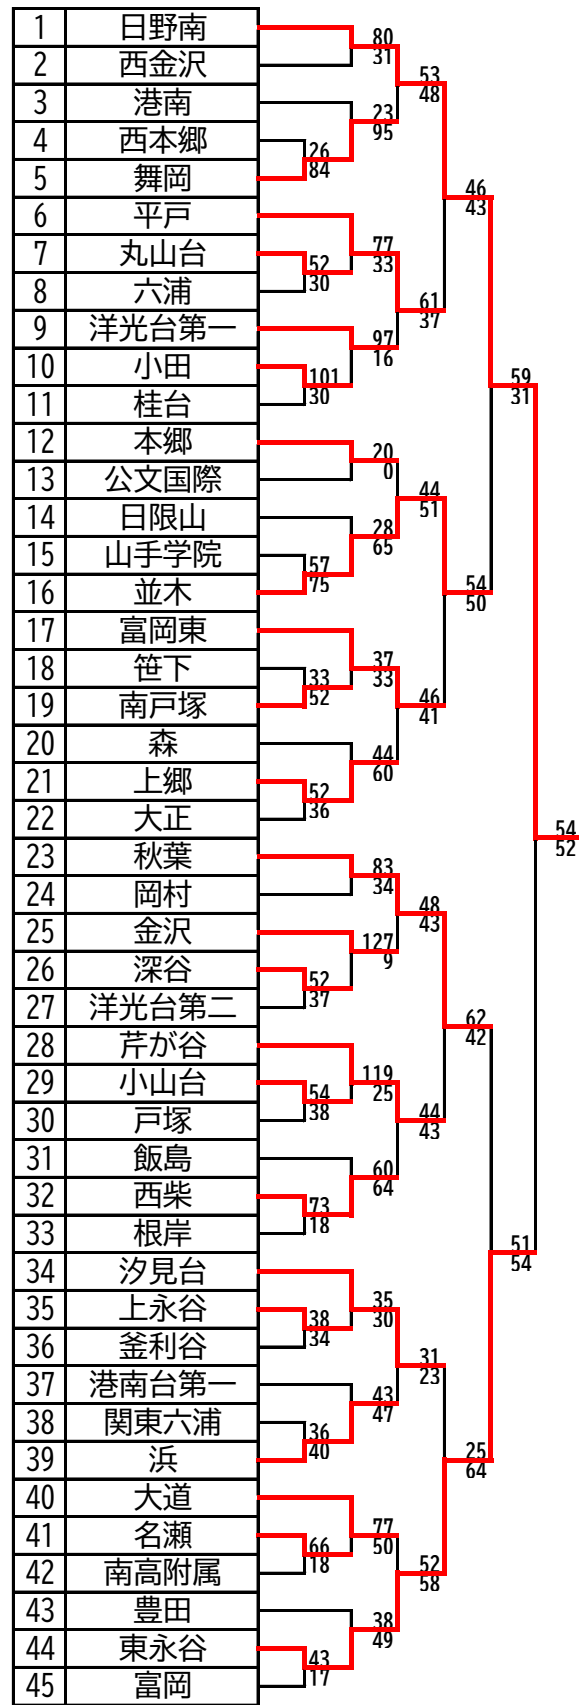 1 日野南
2 西金沢
3 港南
4 西本郷
5 舞岡
6 平戸
7 丸山台
8 六浦
9 洋光台第一
10 小田
11 桂台
12 本郷
13 公文国際
14 日限山
15 山手学院
16 並木
17 富岡東
18 笹下
19 南戸塚
20 森
21 上郷
22 大正
23 秋葉
24 岡村
25 金沢
26 深谷
27 洋光台第二
28 芹が谷
29 小山台
30 戸塚
31 飯島
32 西柴
33 根岸
34 汐見台
35 上永谷
36 釜利谷
37 港南台第一
38 関東六浦
39 浜
40 大道
41 名瀬
42 南高附属
43 豊田
44 東永谷
45 富岡
26
84
52
30
101
30
57
75
33
52
52
36
52
37
54
38
73
18
38
34
36
40
66
18
43
17
80
31
23
95
77
33
97
16
20
0
28
65
37
33
44
60
83
34
127
9
119
25
60
64
35
30
43
47
77
50
38
49
53
48
61
37
44
51
46
41
48
43
44
43
31
23
52
58
46
43
54
50
62
42
25
64
59
31
51
54
54
52